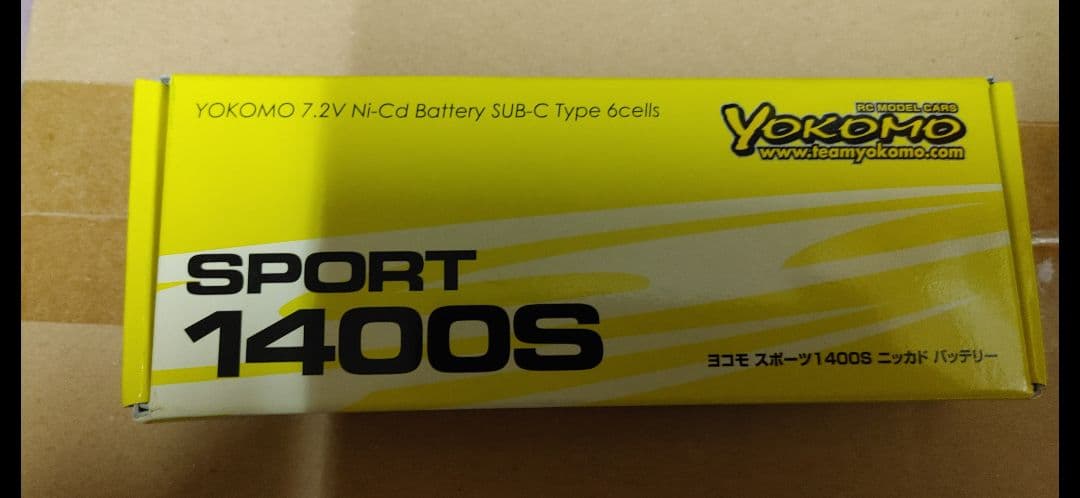 YOKOMO 7.2V Ni-Cd Battery SUB-C Type 6cells
RC MODEL CARS
YOKOMO
www.teamyokomo.com
SPORT
1400S
ヨコモ スポーツ1400S ニッカド バッテリー